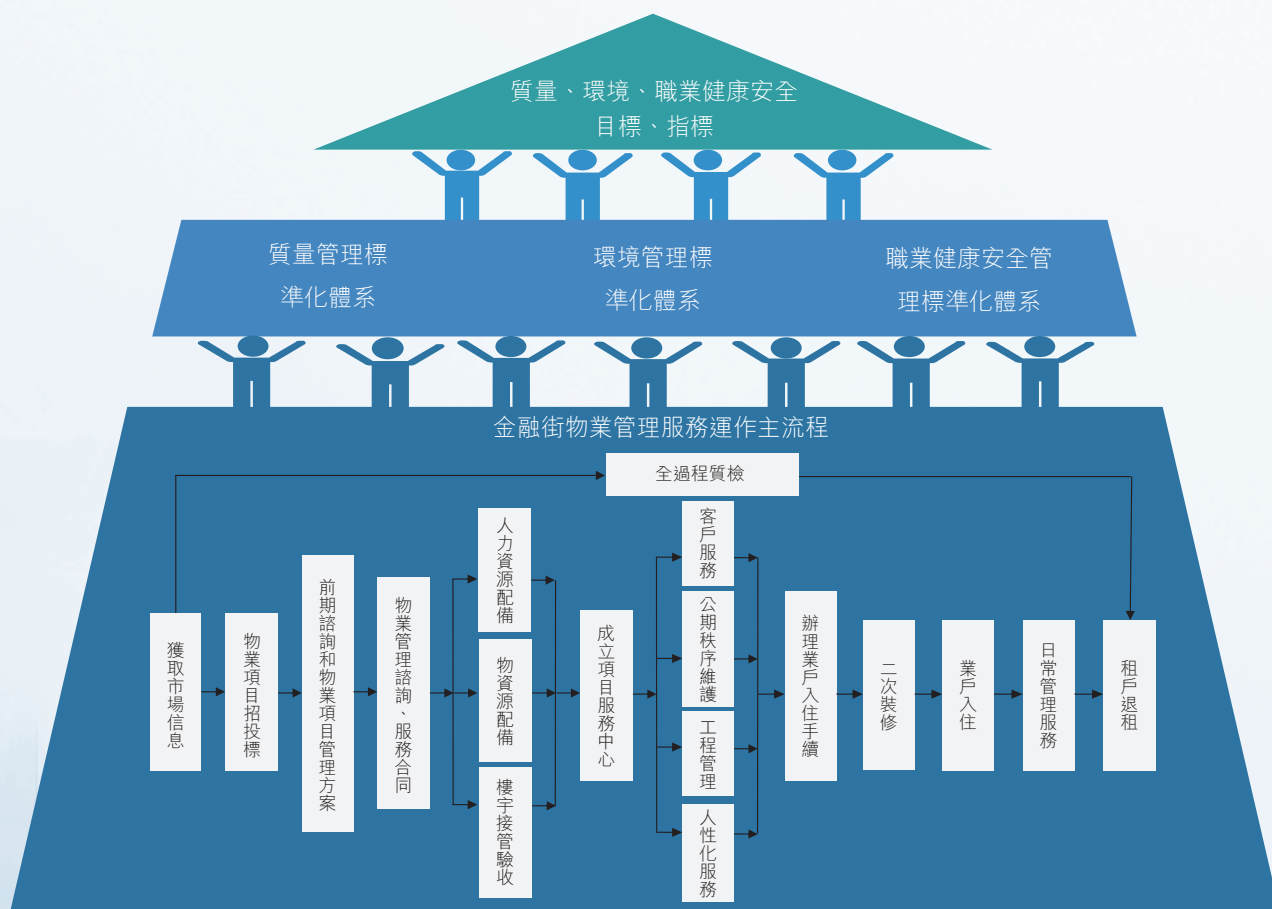 質量、環境、職業健康安全
目標、指標
質量管理標
準化體系
環境管理標
準化體系
職業健康安全管
理標準化體系
金融街物業管理服務運作主流程
全過程质檢
獲取市場信息
物業項目招投標
前期諮詢和物業項目管理方案
物業管理諮詢、服務合同
人力資源配備
物資源配備
樓宇接管驗收
成立項目服務中心
客戶服務
公期秩序維護
工程管理
人性化服務
辦理業戶入住手續
二次裝修
業戶入住
日常管理服務
租戶退租